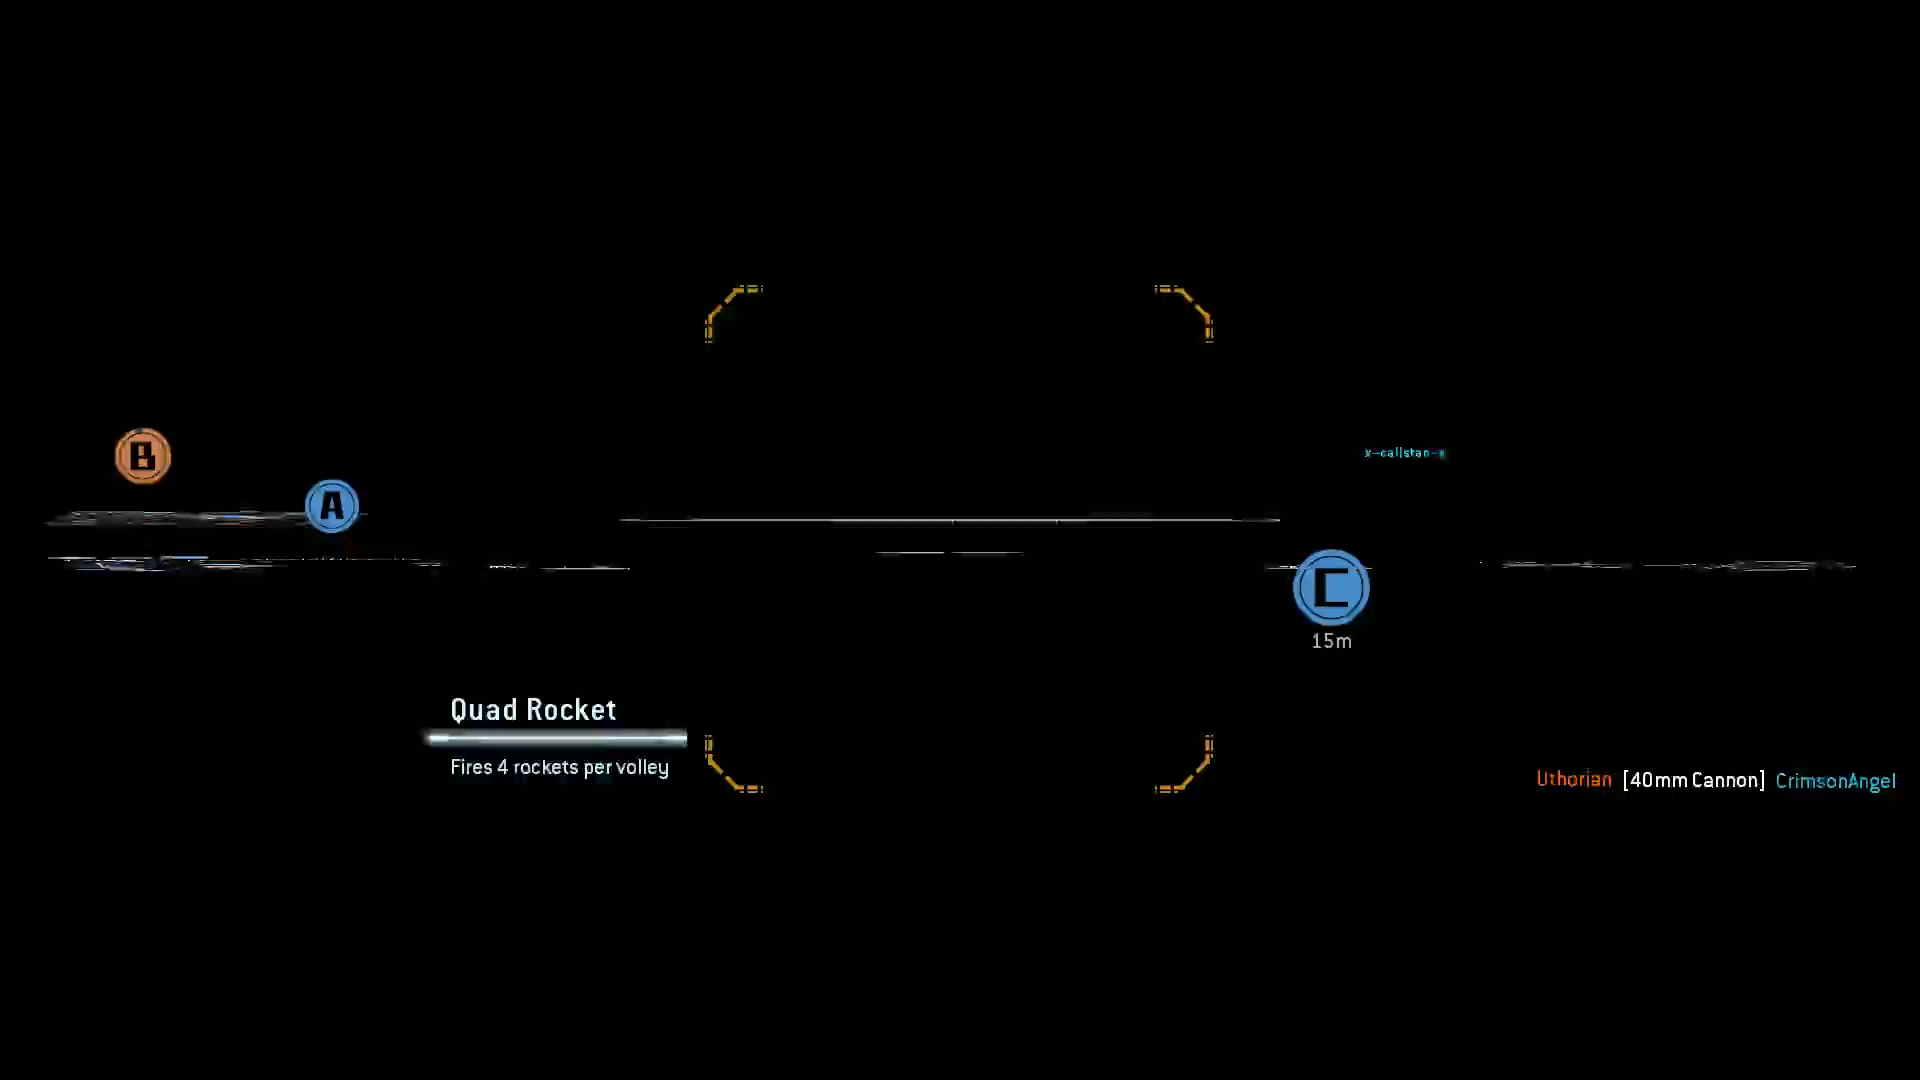 B
x-callstan-x
A
C
15m
Quad Rocket
Fires 4 rockets per volley
Uthorian [40mm Cannon] CrimsonAngel